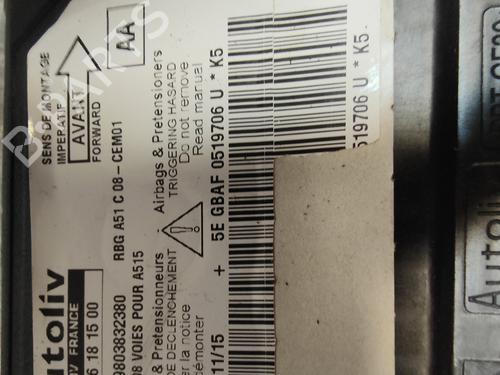 SENS DE MONTAGE
IMPERATIF
AVANT
FORWARD
AA
utoliv
FRANCE
6 18 15 00
RBG A51 C 08-CEM01
9803832380
08 VOIES POUR A515
- Airbags & Pretensioners
TRIGGERING HASARD
Do not remove
Read manual
& Pretensionneurs -
DE DECLENCHEMENT
er la notice
démonter
11/15 + 5E GBAF 0519706 U * K5
519706 U * K5
Autoliv